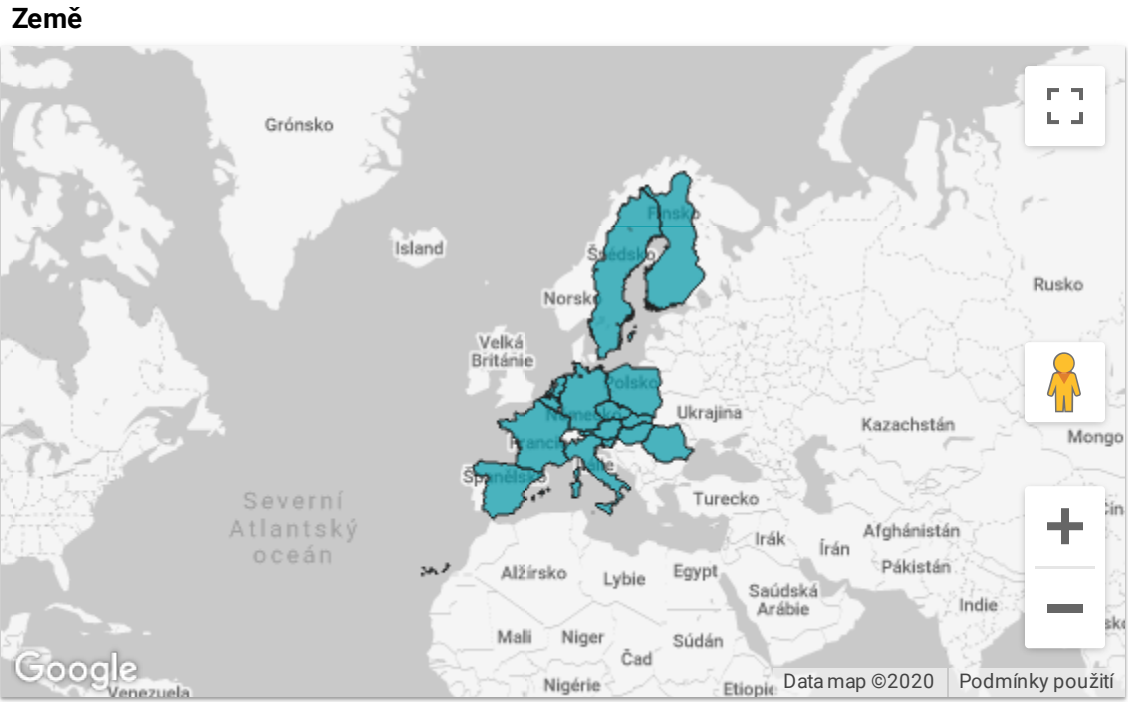 Země
Grónsko
Island
Finsko
Švédsko
Norsko
Rusko
Velká
Británie
Polsko
Německo
Ukrajina
Kazachstán
Mongo
Francie
Itálie
Španělsko
Turecko
Severní
Atlantský
oceán
Irák
Írán
Afghánistán
Pákistán
Alžírsko
Lybie
Egypt
Saúdská
Arábie
Indie
Mali
Niger
Čad
Súdán
Nigérie
Etiopie
Venezuela
Google
Data map ©2020
Podmínky použití